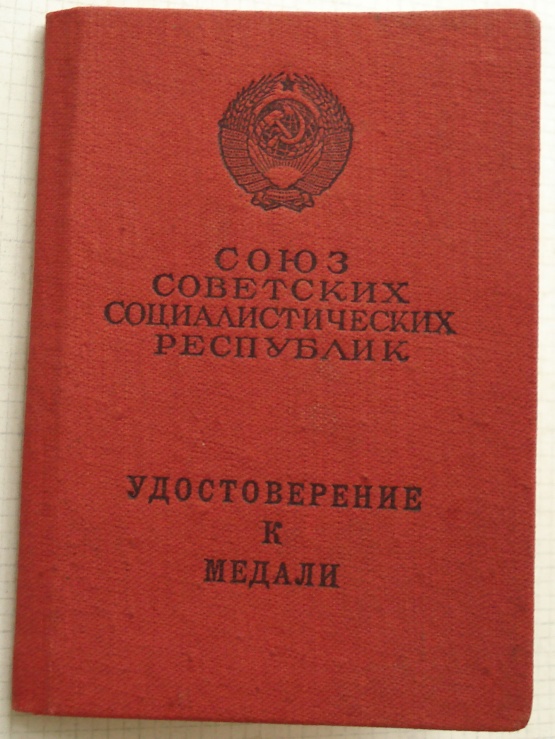 СОЮЗ
СОВЕТСКИХ
СОЦИАЛИСТИЧЕСКИХ
РЕСПУБЛИК
УДОСТОВЕРЕНИЕ
К
МЕДАЛИ